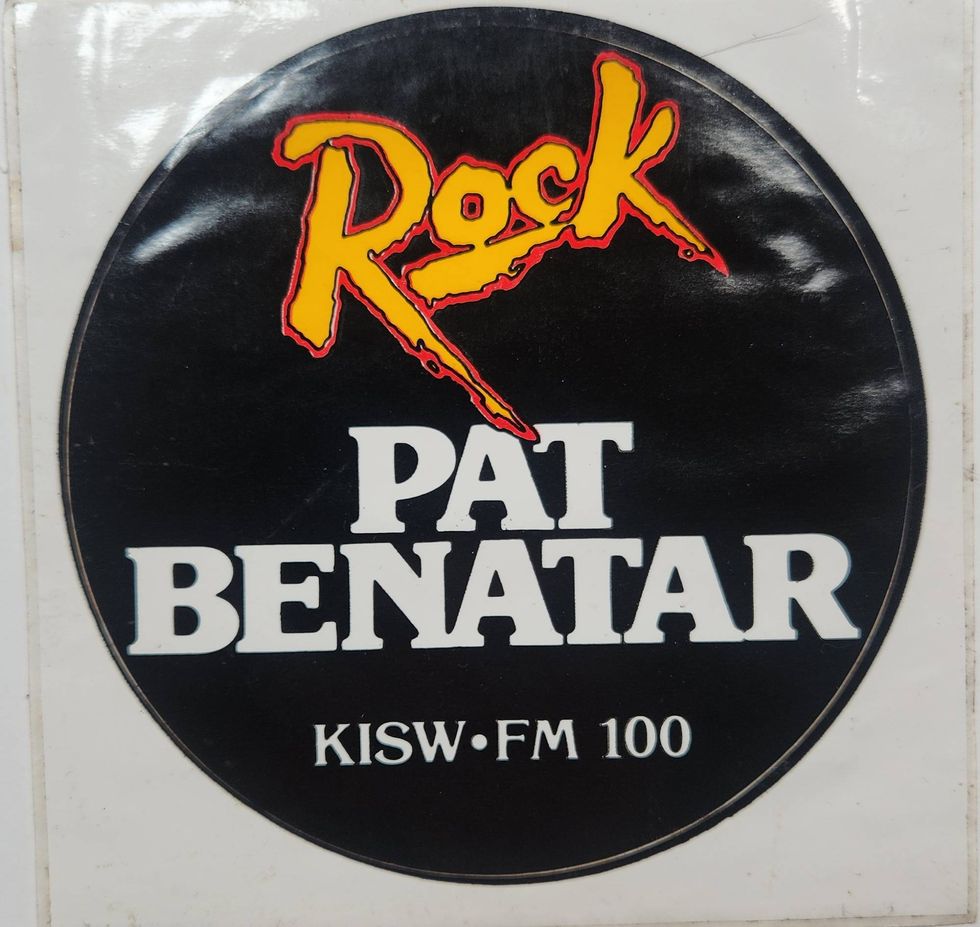 Rock
PAT
BENATAR
KISW•FM 100